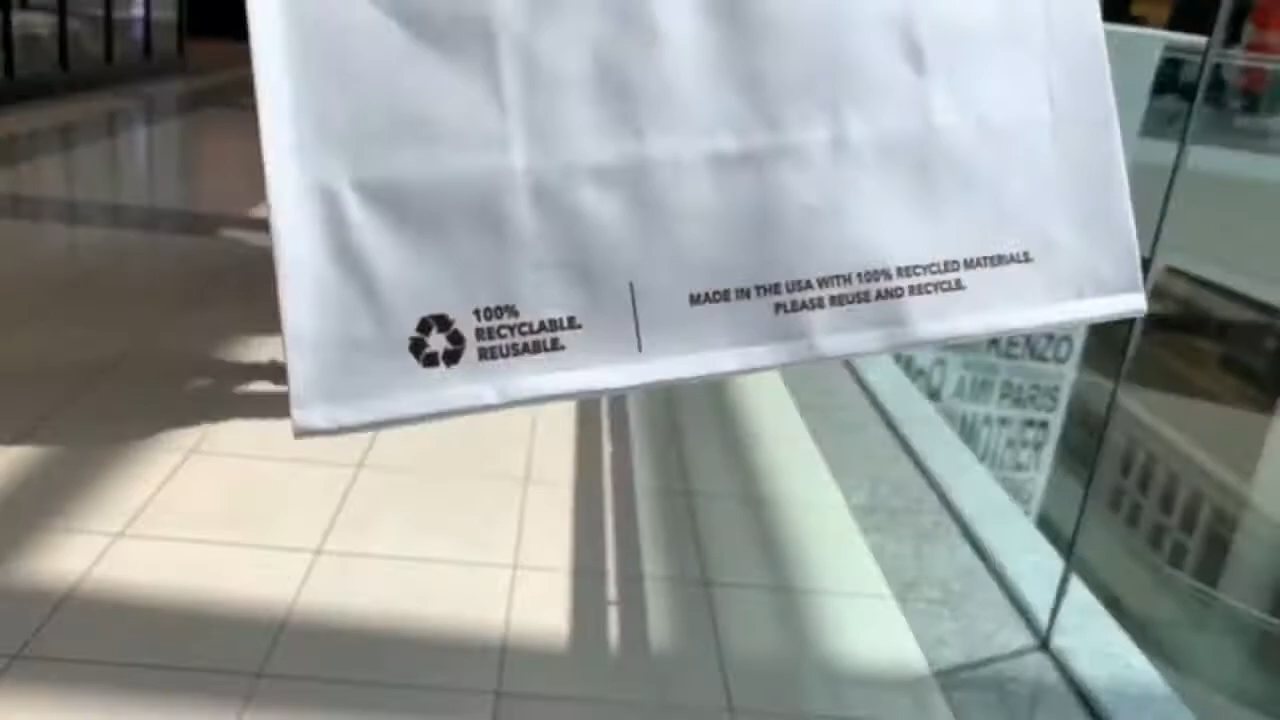 100%
RECYCLABLE.
REUSABLE.
MADE IN THE USA WITH 100% RECYCLED MATERIALS.
PLEASE REUSE AND RECYCLE.
KENZO
McQ AMI PARIS
MOTHER